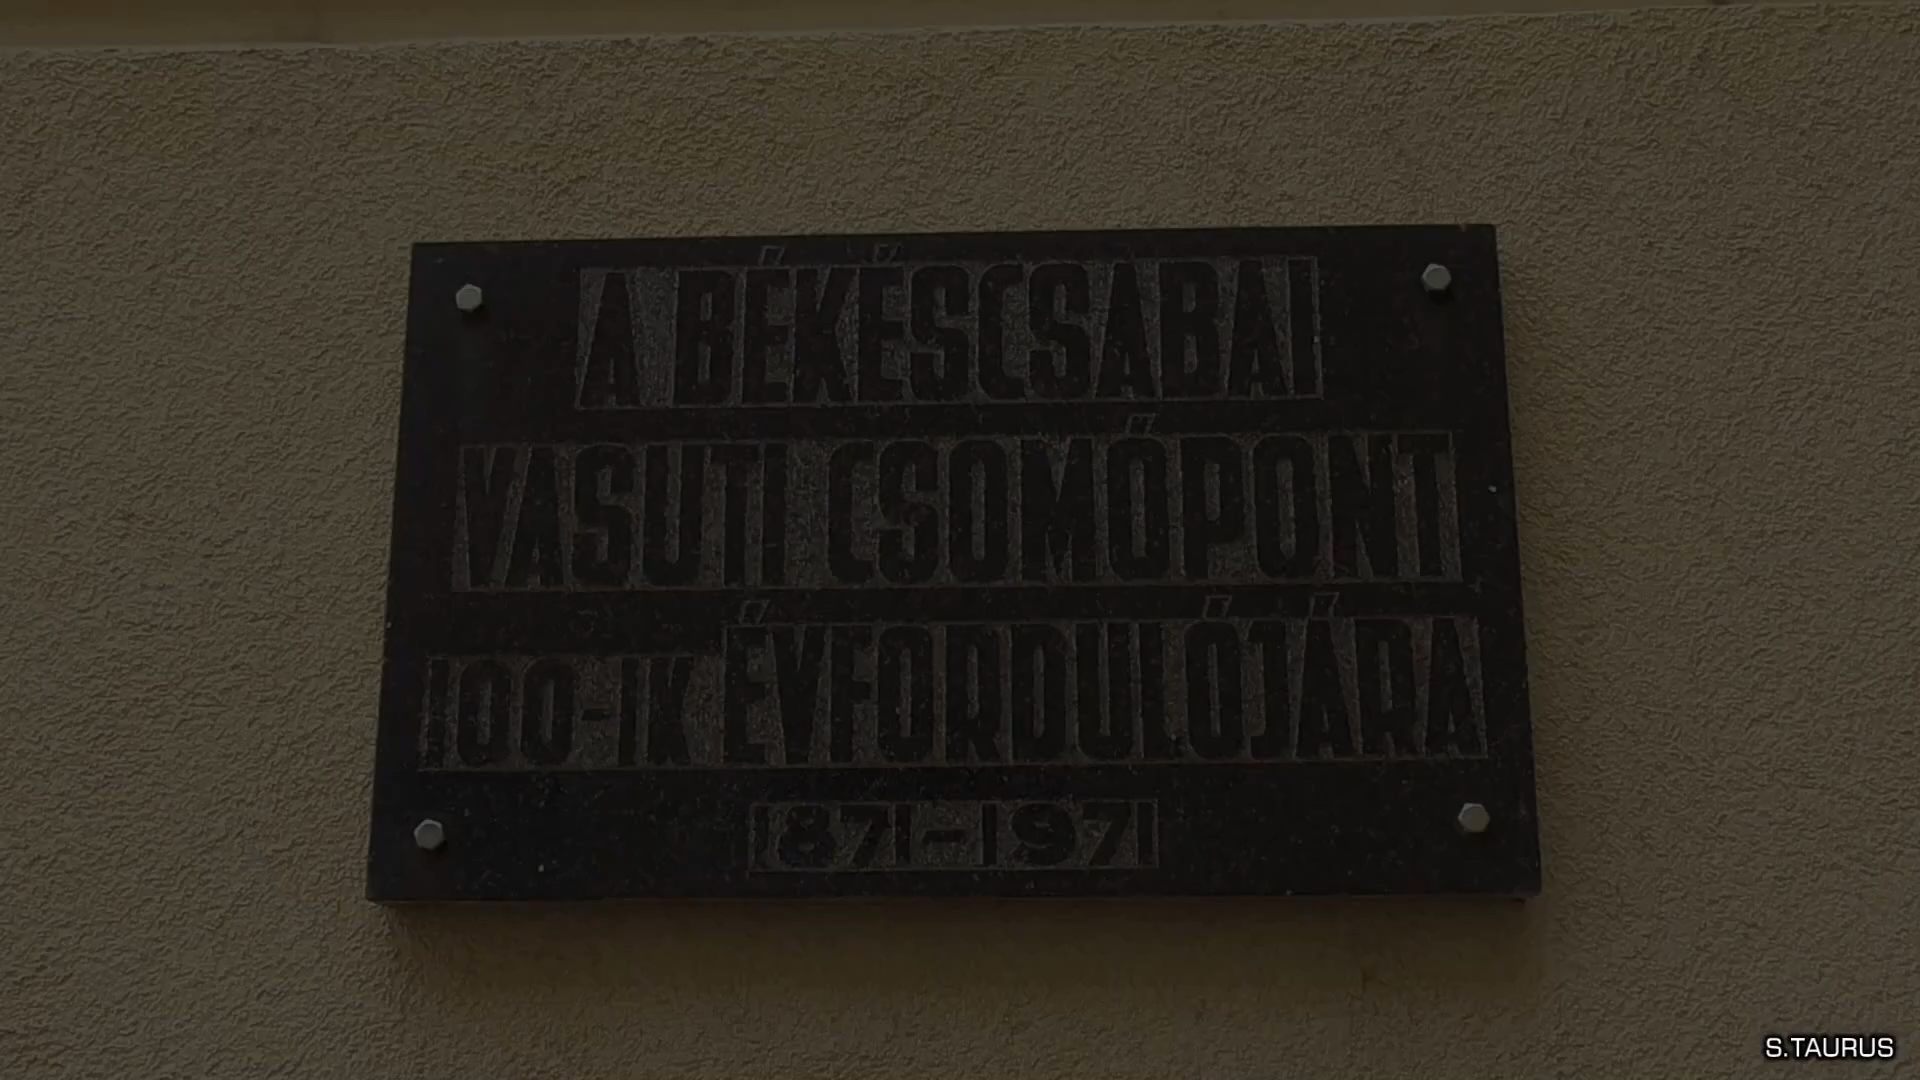 A BÉKÉSCSABAI
VASUTI CSOMÓPONT
100-IK ÉVFORDULÓJÁRA
1871-1971
S.TAURUS